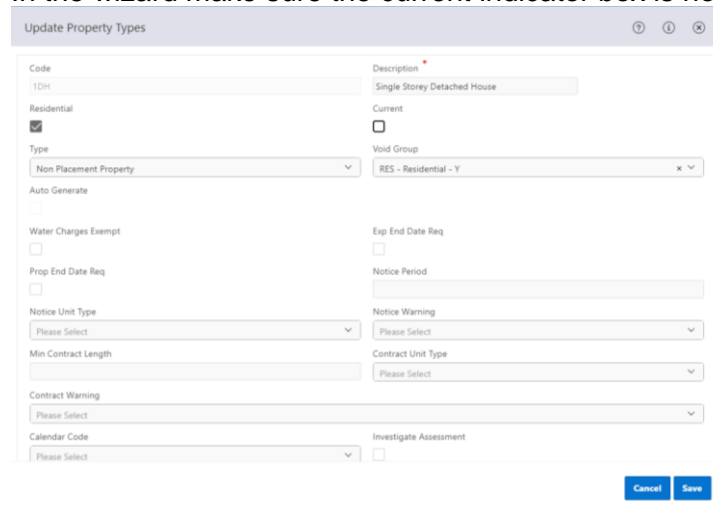 In the wizard make sure the current indicator box is no
Update Property Types
Code
Description *
1DH
Single Storey Detached House
Residential
Current
Type
Void Group
Non Placement Property
RES - Residential - Y
Auto Generate
Water Charges Exempt
Exp End Date Req
Prop End Date Req
Notice Period
Notice Unit Type
Notice Warning
Please Select
Please Select
Min Contract Length
Contract Unit Type
Please Select
Contract Warning
Please Select
Calendar Code
Investigate Assessment
Please Select
Cancel Save